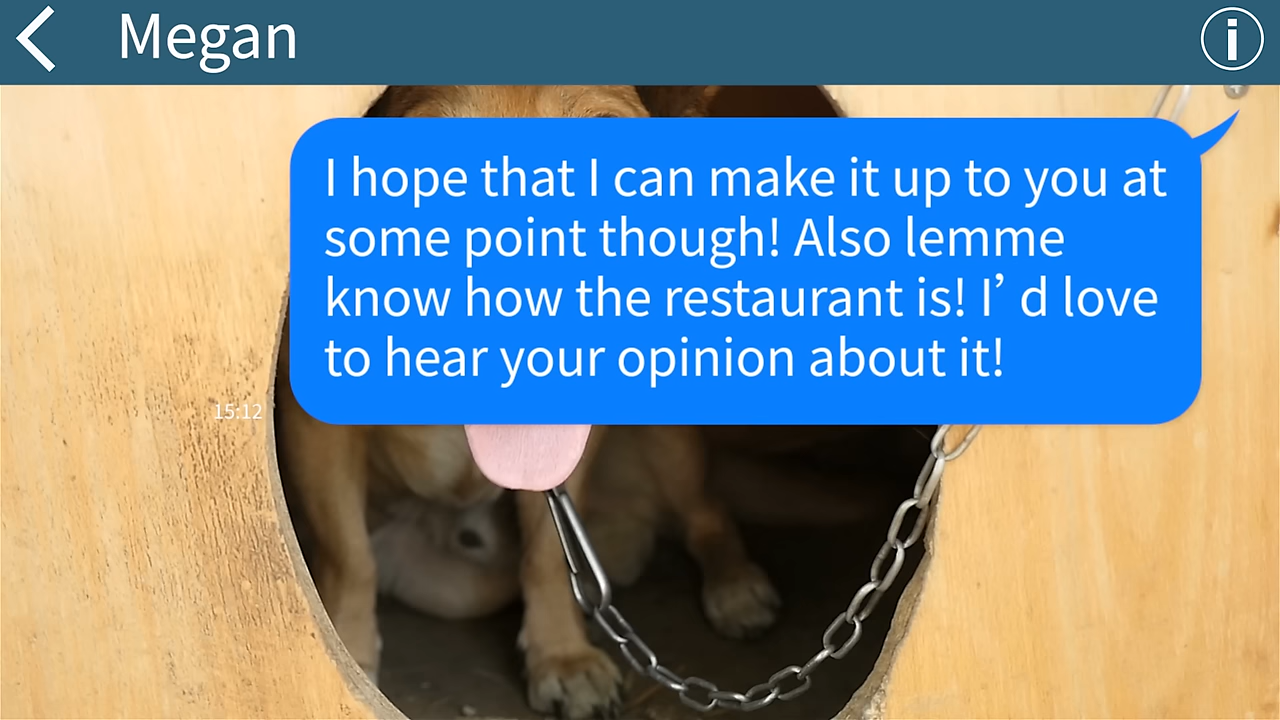 Megan
I hope that I can make it up to you at
some point though! Also lemme
know how the restaurant is! I’ d love
to hear your opinion about it!
15:12